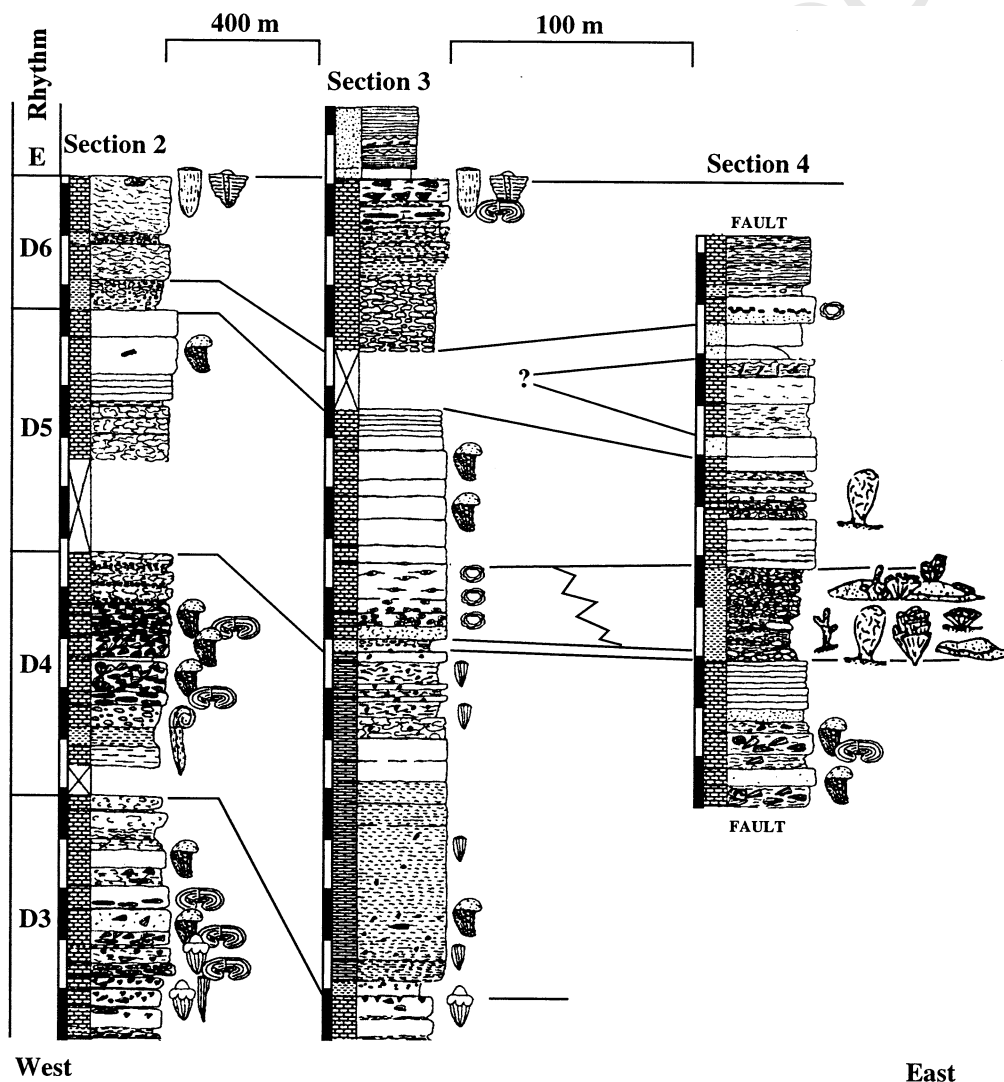 400 m
100 m
Rhythm
Section 3
Section 2
Section 4
E
FAULT
D6
?
D5
D4
FAULT
D3
West
East